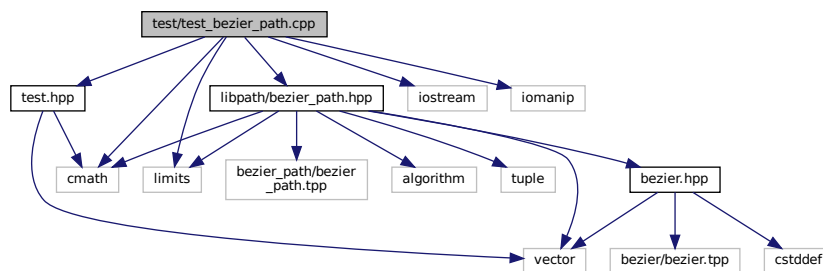 test/test_bezier_path.cpp
test.hpp
libpath/bezier_path.hpp
iostream
iomanip
cmath
limits
bezier_path/bezier
_path.tpp
algorithm
tuple
bezier.hpp
vector
bezier/bezier.tpp
cstddef